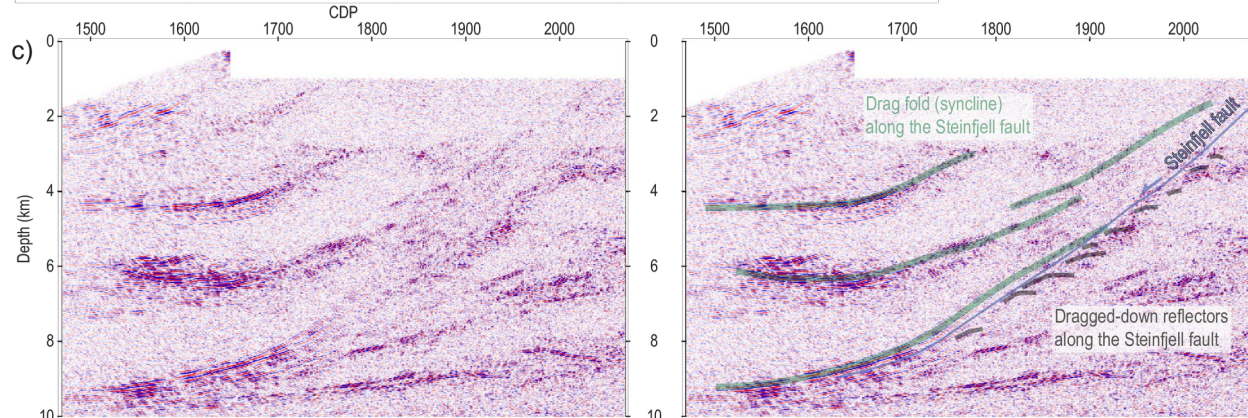 CDP
1500 1600 1700 1800 1900 2000
1500 1600 1700 1800 1900 2000
c)
0
2
4
6
8
10
Depth (km)
0
2
4
6
8
10
Drag fold (syncline)
along the Steinfjell fault
Steinfjell fault
Dragged-down reflectors
along the Steinfjell fault